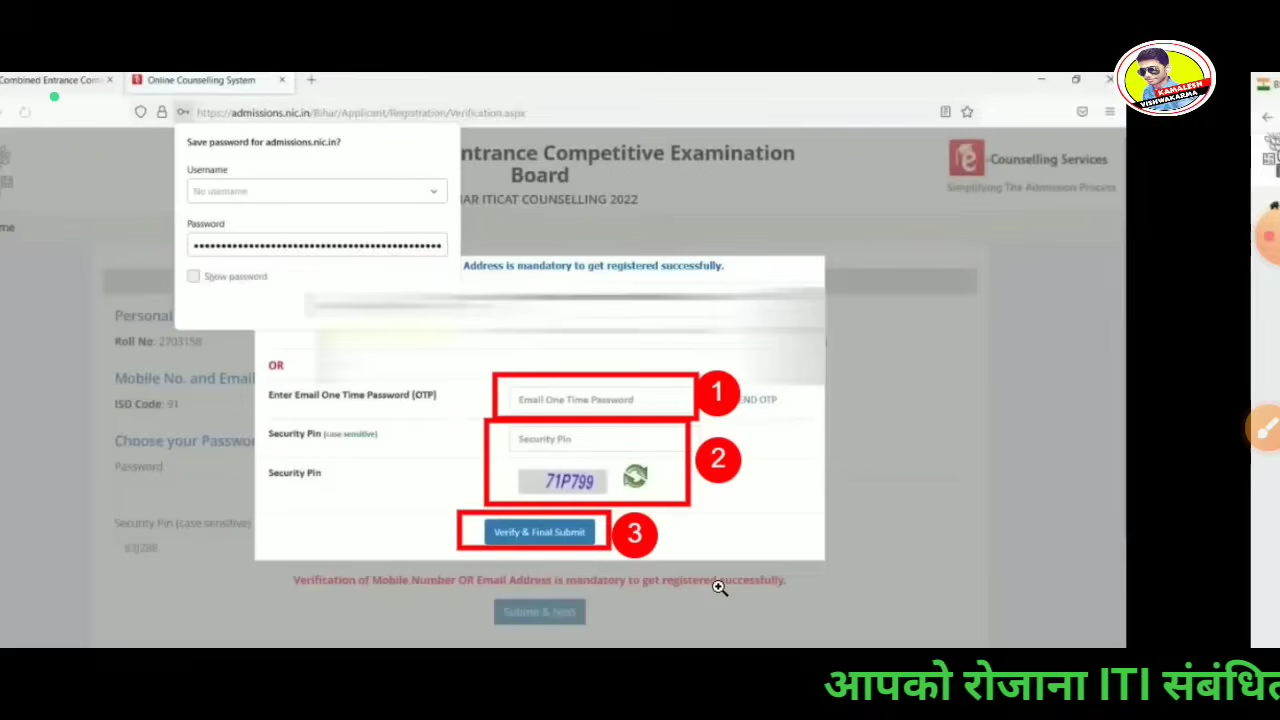 Combined Entrance Com
Online Counselling System
https://admissions.nic.in/Bihar/Applicant/Registration/Verification.aspx
KAMALESH
VISHWAKARMA
Save password for admissions.nic.in?
Username
No username
Password
Show password
ntrance Competitive Examination
Board
AR ITICAT COUNSELLING 2022
e-Counselling Services
Simplifying The Admission Process
me
Address is mandatory to get registered successfully.
Personal
Roll No: 2703158
Mobile No. and Email
ISD Code: 91
Choose your Passwor
Password
Security Pin (case sensitive)
OR
Enter Email One Time Password (OTP)
Email One Time Password
1
ND OTP
Security Pin (case sensitive)
Security Pin
2
Security Pin
71P799
Verify & Final Submit
3
Verification of Mobile Number OR Email Address is mandatory to get registered successfully.
Submit & Next
आपको रोजाना ITI संबंधित